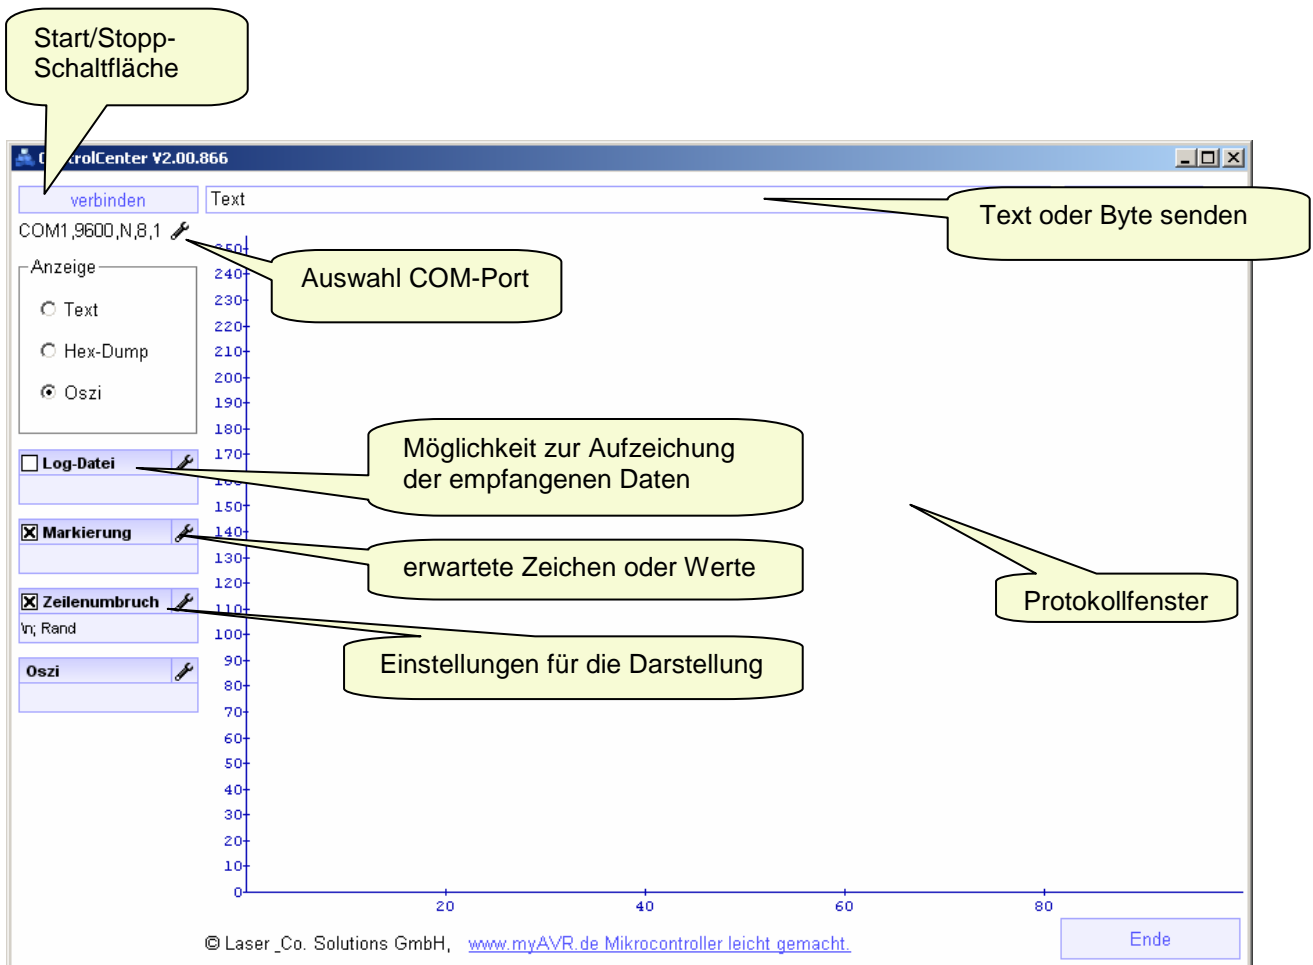 Start/Stopp-
Schaltfläche
ControlCenter V2.00.866
verbinden
Text
Text oder Byte senden
COM1,9600,N,8,1
Auswahl COM-Port
Anzeige
Text
Hex-Dump
Oszi
250
240
230
220
210
200
190
180
170
160
150
140
130
120
110
100
90
80
70
60
50
40
30
20
10
0
20
40
60
80
Log-Datei
Möglichkeit zur Aufzeichung
der empfangenen Daten
Markierung
erwartete Zeichen oder Werte
Protokollfenster
Zeilenumbruch
\n; Rand
Einstellungen für die Darstellung
Oszi
© Laser_Co. Solutions GmbH, www.myAVR.de Mikrocontroller leicht gemacht.
Ende